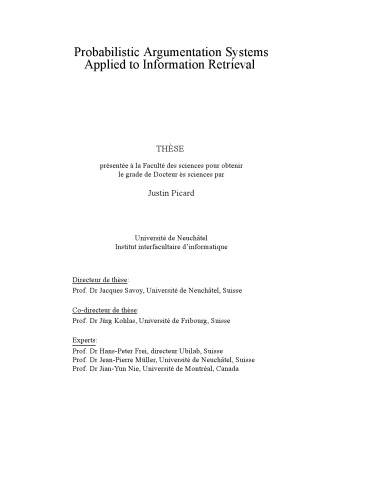 Probabilistic Argumentation Systems
Applied to Information Retrieval
THÈSE
présentée à la Faculté des sciences pour obtenir
le grade de Docteur ès sciences par
Justin Picard
Université de Neuchâtel
Institut interfacultaire d'informatique
Directeur de thèse:
Prof. Dr Jacques Savoy, Université de Neuchâtel, Suisse
Co-directeur de thèse:
Prof. Dr Jürg Kohlas, Université de Fribourg, Suisse
Experts:
Prof. Dr Hans-Peter Frei, directeur Ubilab, Suisse
Prof. Dr Jean-Pierre Müller, Université de Neuchâtel, Suisse
Prof. Dr Jian-Yun Nie, Université de Montréal, Canada